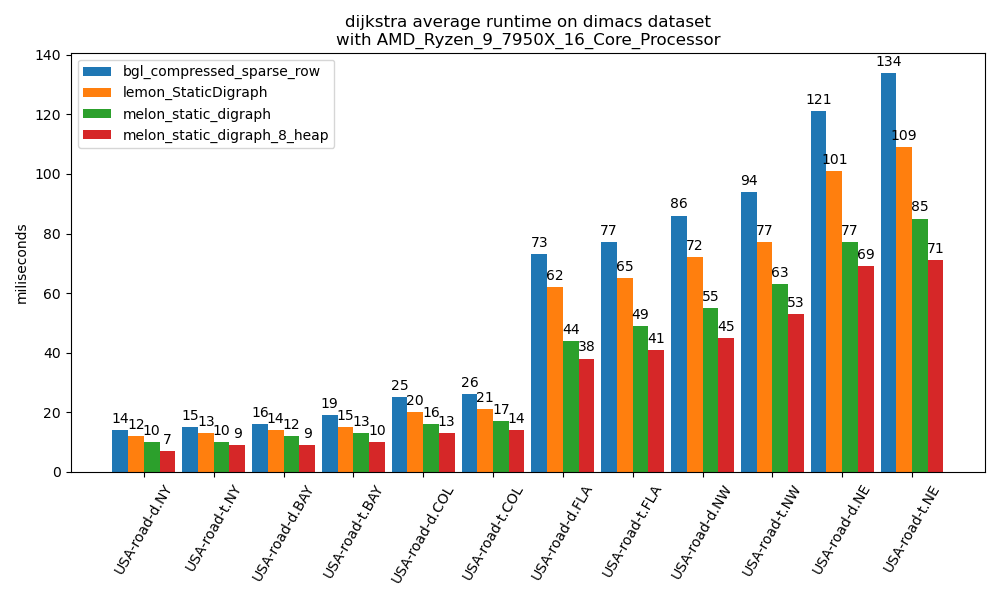 dijkstra average runtime on dimacs dataset
with AMD_Ryzen_9_7950X_16_Core_Processor
miliseconds
140
120
100
80
60
40
20
0
bgl_compressed_sparse_row
lemon_StaticDigraph
melon_static_digraph
melon_static_digraph_8_heap
14 12 10 7
15 13 10 9
16 14 12 9
19 15 13 10
25 20 16 13
26 21 17 14
73 62 44 38
77 65 49 41
86 72 55 45
94 77 63 53
121 101 77 69
134 109 85 71
USA-road-d.NY
USA-road-t.NY
USA-road-d.BAY
USA-road-t.BAY
USA-road-d.COL
USA-road-t.COL
USA-road-d.FLA
USA-road-t.FLA
USA-road-d.NW
USA-road-t.NW
USA-road-d.NE
USA-road-t.NE